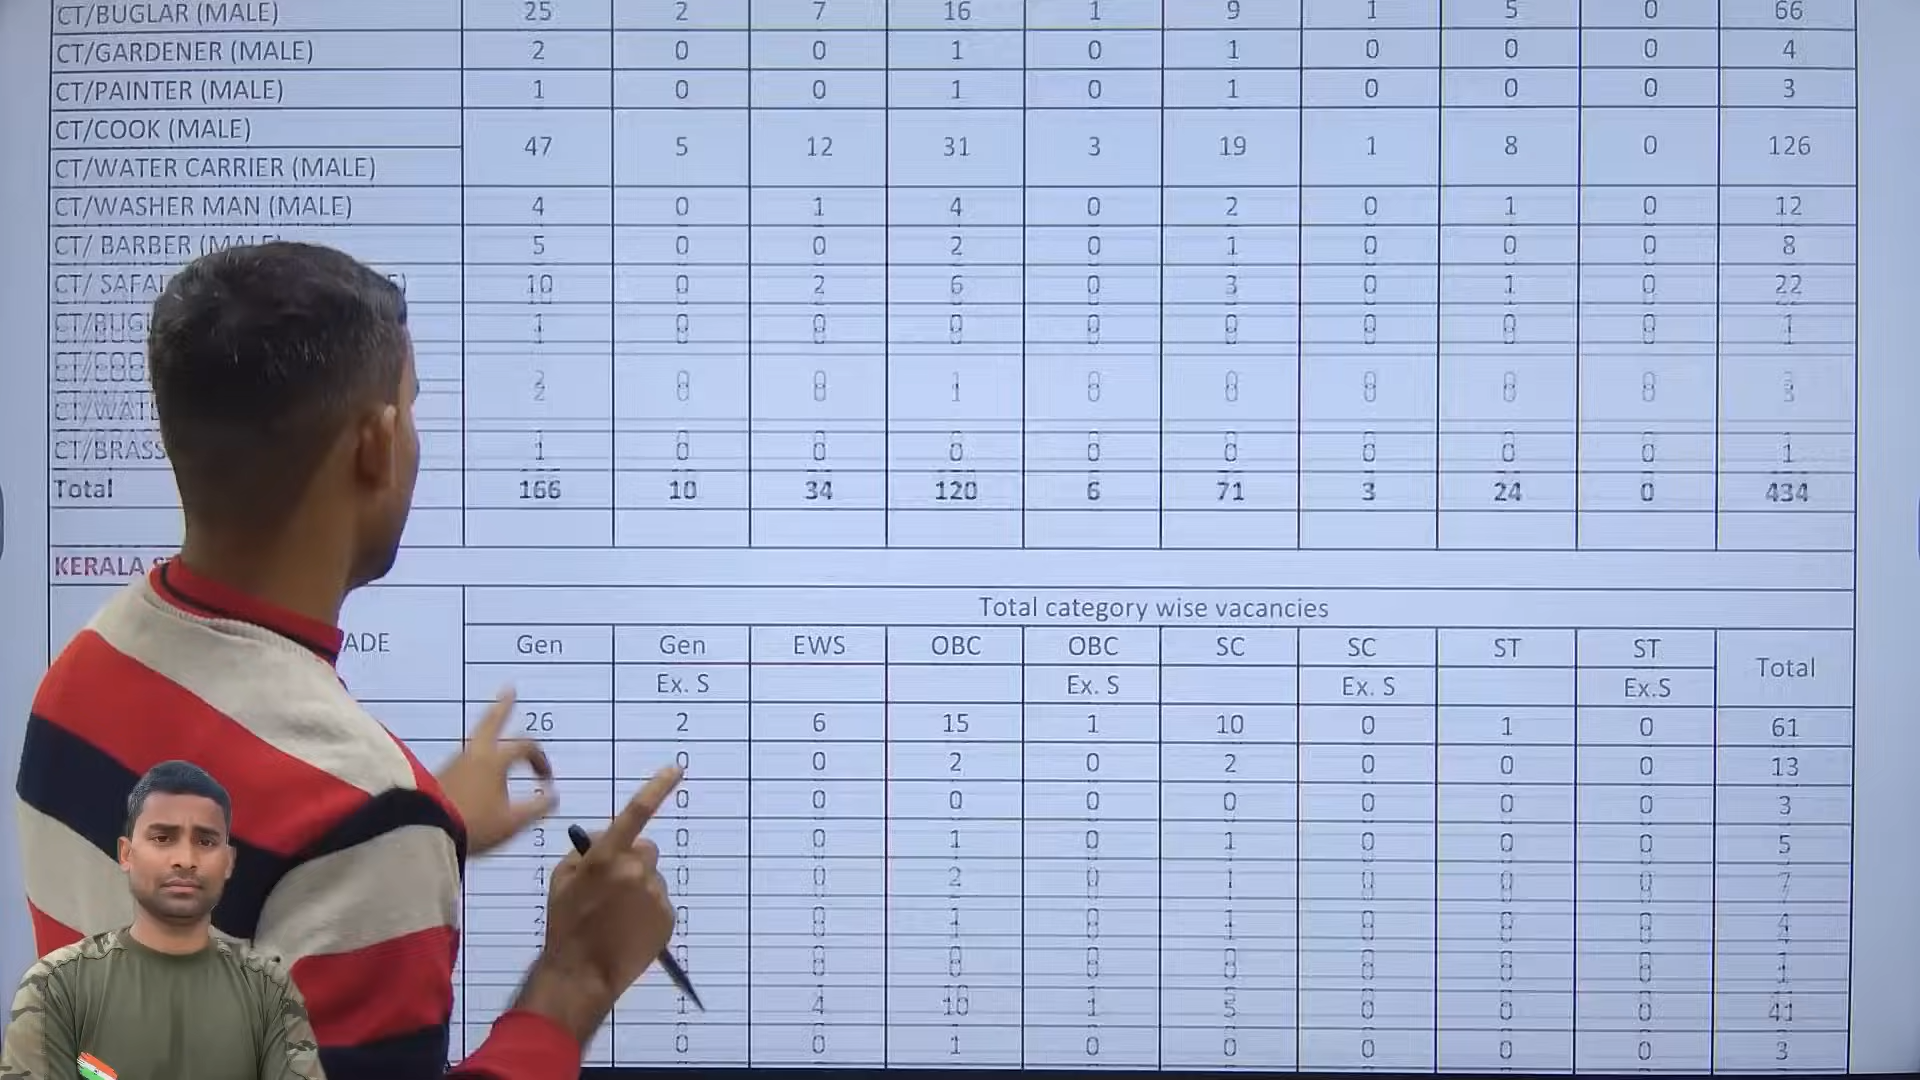 CT/BUGLAR (MALE) 25 2 7 16 1 9 1 5 0 66
CT/GARDENER (MALE) 2 0 0 1 0 1 0 0 0 4
CT/PAINTER (MALE) 1 0 0 1 0 1 0 0 0 3
CT/COOK (MALE)
47 5 12 31 3 19 1 8 0 126
CT/WATER CARRIER (MALE)
CT/WASHER MAN (MALE) 4 0 1 4 0 2 0 1 0 12
CT/ BARBER (MALE) 5 0 0 2 0 1 0 0 0 8
CT/ SAFAI 10 0 2 6 0 3 0 1 0 22
CT/BUGL 1 0 0 0 0 0 0 0 0 1
CT/COO
2 0 0 1 0 0 0 0 0 3
CT/WATE
CT/BRASS 1 0 0 0 0 0 0 0 0 1
Total 166 10 34 120 6 71 3 24 0 434
KERALA
Total category wise vacancies
ADE Gen Gen EWS OBC OBC SC SC ST ST Total
Ex. S Ex. S Ex. S Ex.S
26 2 6 15 1 10 0 1 0 61
0 0 2 0 2 0 0 0 13
0 0 0 0 0 0 0 0 3
3 0 0 1 0 1 0 0 0 5
4 0 0 2 0 1 0 0 0 7
2 0 0 1 0 1 0 0 0 4
0 0 0 0 0 0 0 0 1
1 4 10 1 5 0 0 0 41
0 0 1 0 0 0 0 0 3